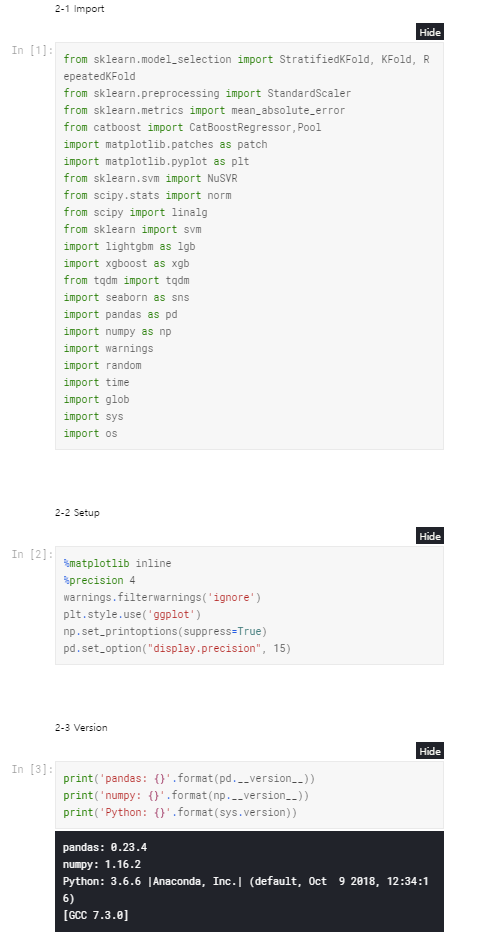 2-1 Import
Hide
In [1]:
from sklearn.model_selection import StratifiedKFold, KFold, R
epeatedKFold
from sklearn.preprocessing import StandardScaler
from sklearn.metrics import mean_absolute_error
from catboost import CatBoostRegressor,Pool
import matplotlib.patches as patch
import matplotlib.pyplot as plt
from sklearn.svm import NuSVR
from scipy.stats import norm
from scipy import linalg
from sklearn import svm
import lightgbm as lgb
import xgboost as xgb
from tqdm import tqdm
import seaborn as sns
import pandas as pd
import numpy as np
import warnings
import random
import time
import glob
import sys
import os
2-2 Setup
Hide
In [2]:
%matplotlib inline
%precision 4
warnings.filterwarnings('ignore')
plt.style.use('ggplot')
np.set_printoptions(suppress=True)
pd.set_option("display.precision", 15)
2-3 Version
Hide
In [3]:
print('pandas: {}'.format(pd.__version__))
print('numpy: {}'.format(np.__version__))
print('Python: {}'.format(sys.version))
pandas: 0.23.4
numpy: 1.16.2
Python: 3.6.6 |Anaconda, Inc.| (default, Oct  9 2018, 12:34:1
6)
[GCC 7.3.0]